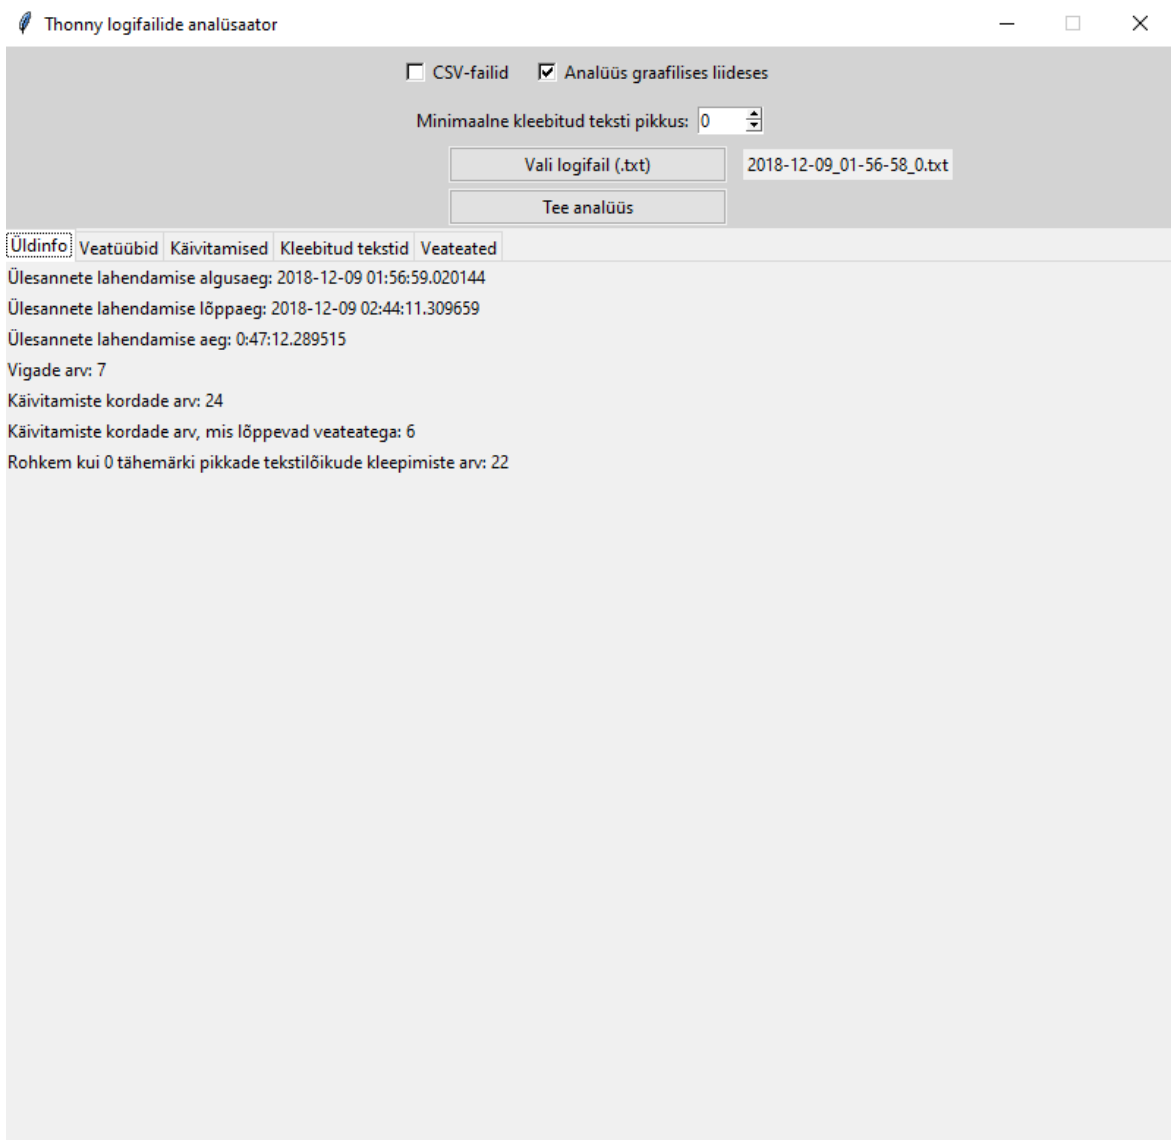 Thonny logifailide analüsaator
CSV-failid Analüüs graafilises liideses
Minimaalne kleebitud teksti pikkus: 0
Vali logifail (.txt) 2018-12-09_01-56-58_0.txt
Tee analüüs
Üldinfo Veatüübid Käivitamised Kleebitud tekstid Veateated
Ülesannete lahendamise algusaeg: 2018-12-09 01:56:59.020144
Ülesannete lahendamise lõppaeg: 2018-12-09 02:44:11.309659
Ülesannete lahendamise aeg: 0:47:12.289515
Vigade arv: 7
Käivitamiste kordade arv: 24
Käivitamiste kordade arv, mis lõppevad veateatega: 6
Rohkem kui 0 tähemärki pikkade tekstilõikude kleepimiste arv: 22